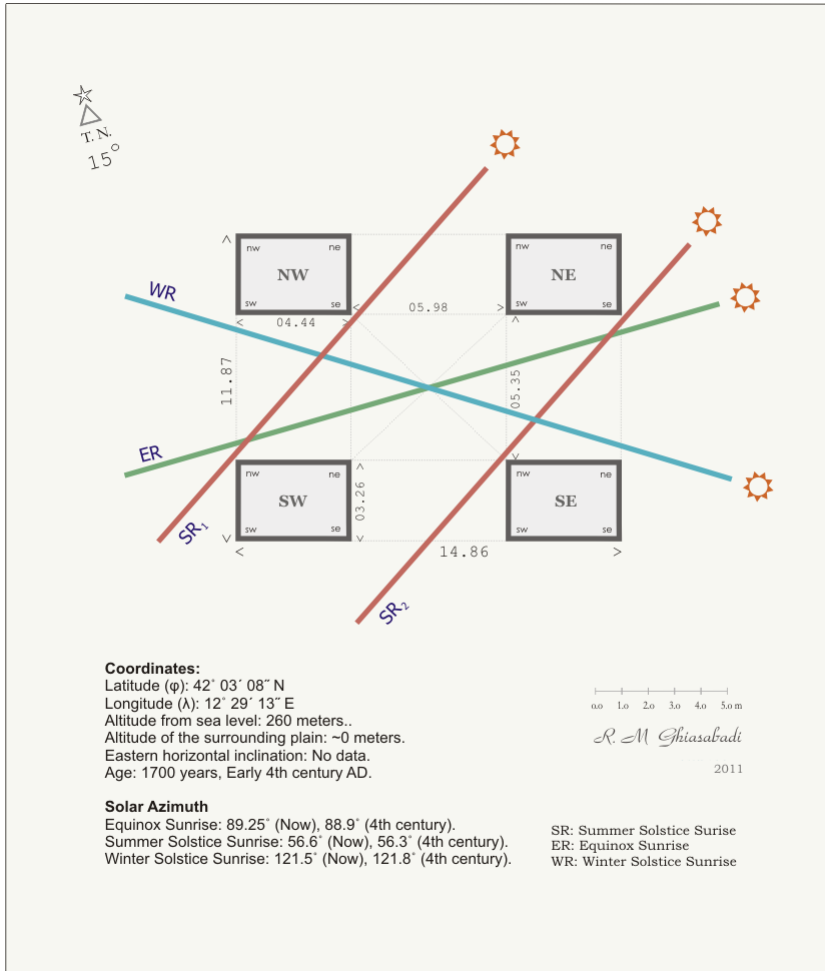 T. N.
15°
nw ne
NW
sw se
nw ne
NE
sw se
WR
05.98
04.44
11.87
05.35
ER
nw ne
SW
sw se
03.26
nw ne
SE
sw se
SR1
14.86
SR2
Coordinates:
Latitude (φ): 42° 03′ 08″ N
Longitude (λ): 12° 29′ 13″ E
Altitude from sea level: 260 meters..
Altitude of the surrounding plain: ~0 meters.
Eastern horizontal inclination: No data.
Age: 1700 years, Early 4th century AD.
0.0 1.0 2.0 3.0 4.0 5.0 m
R. M Ghiasabadi
2011
Solar Azimuth
Equinox Sunrise: 89.25° (Now), 88.9° (4th century).
Summer Solstice Sunrise: 56.6° (Now), 56.3° (4th century).
Winter Solstice Sunrise: 121.5° (Now), 121.8° (4th century).
SR: Summer Solstice Surise
ER: Equinox Sunrise
WR: Winter Solstice Sunrise